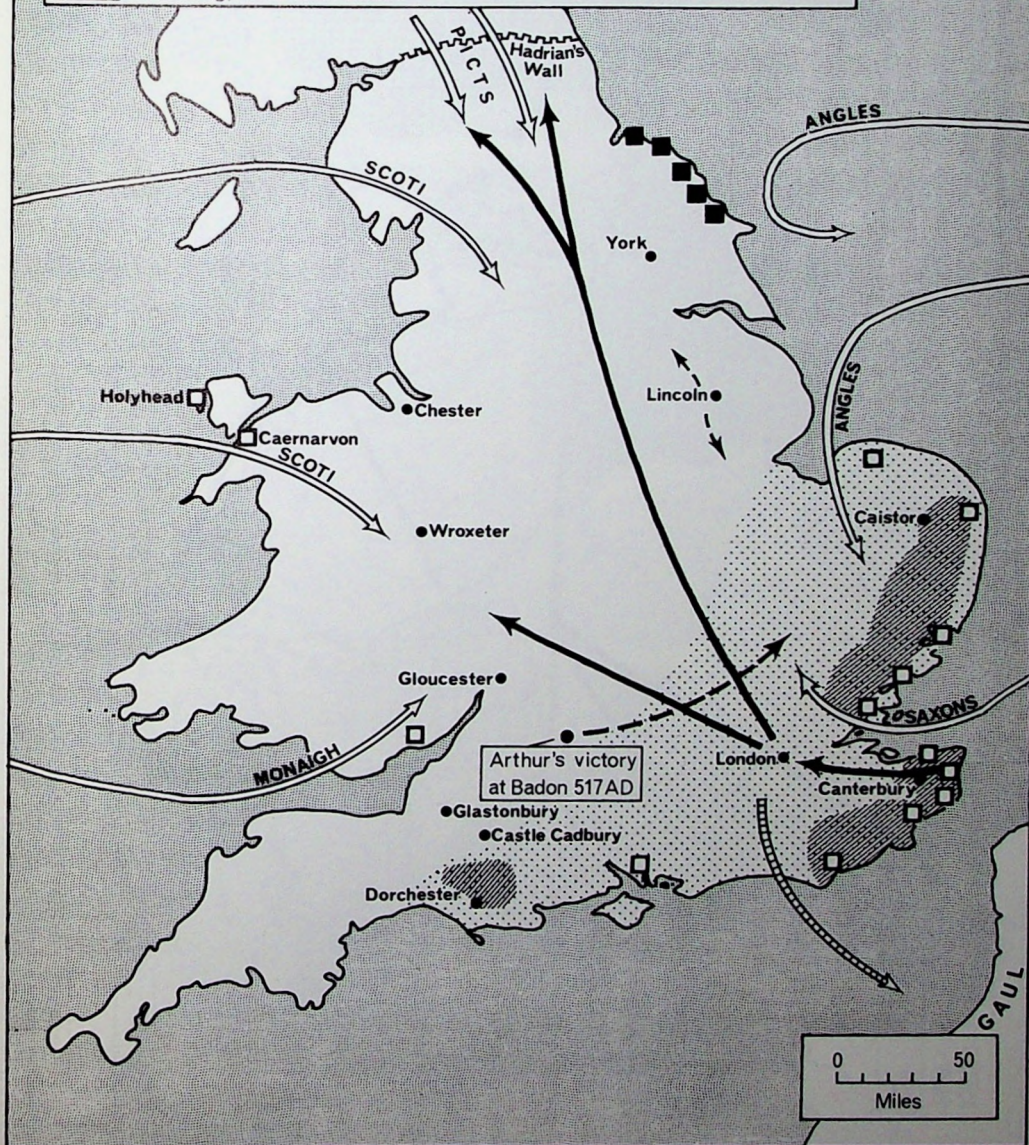 PICTS
Hadrian's
Wall
ANGLES
SCOTI
York
ANGLES
Lincoln
Holyhead
Chester
Caernarvon
SCOTI
Caistor
Wroxeter
Gloucester
SAXONS
MONAIGH
Arthur's victory
at Badon 517AD
London
Canterbury
Glastonbury
Castle Cadbury
Dorchester
GAUL
0 50
Miles